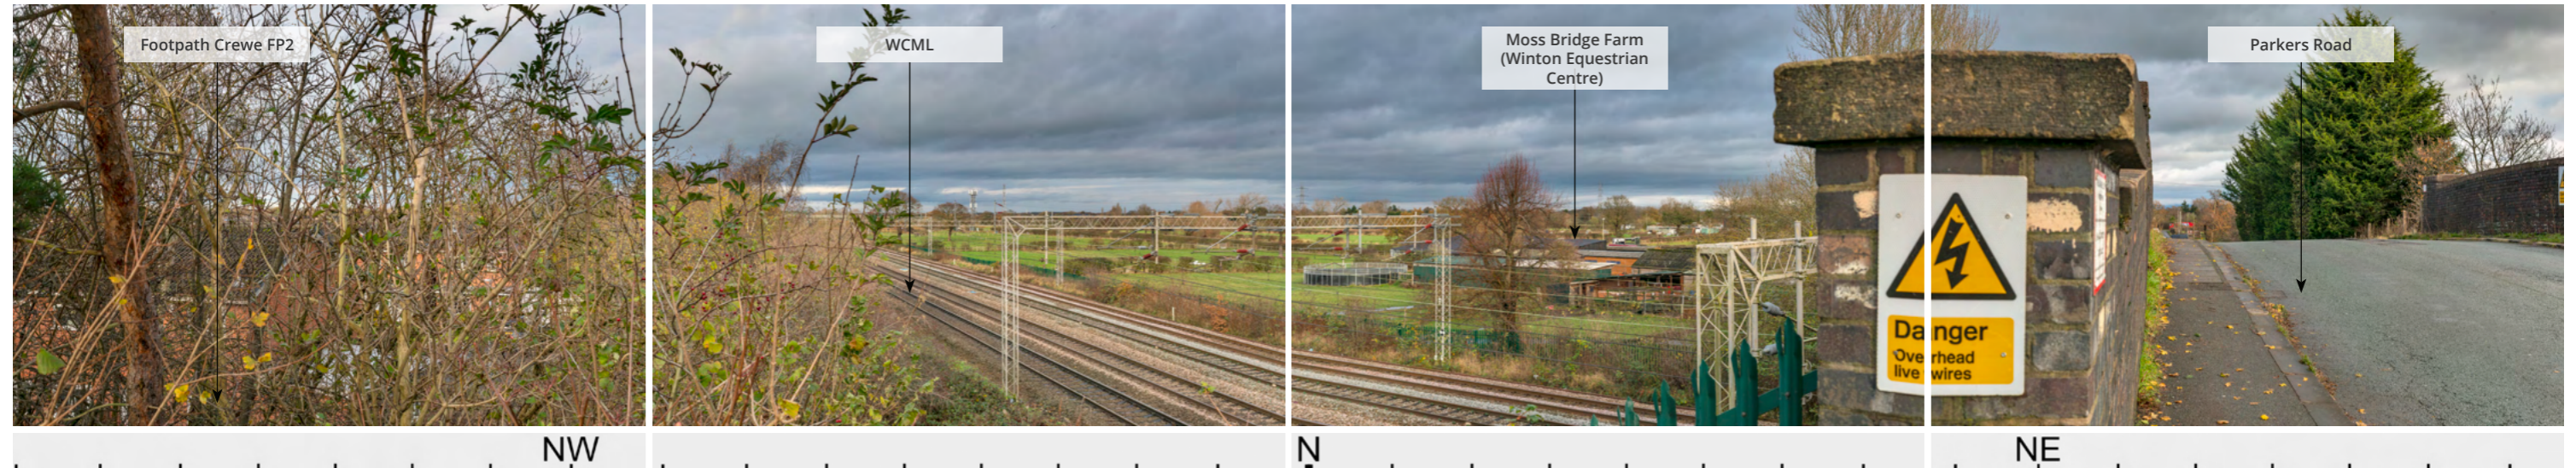 Footpath Crewe FP2
WCML
Moss Bridge Farm
(Winton Equestrian
Centre)
Parkers Road
Danger
Overhead
live wires
NW
N
NE